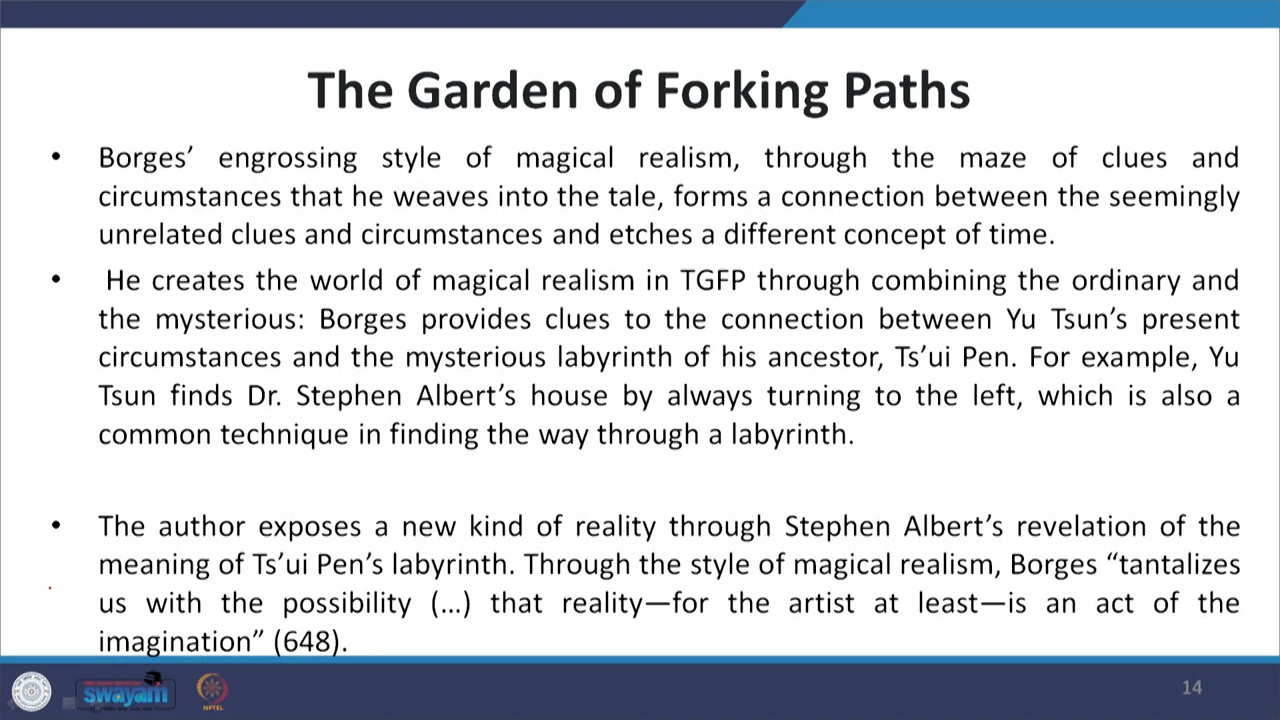 The Garden of Forking Paths
• Borges’ engrossing style of magical realism, through the maze of clues and
circumstances that he weaves into the tale, forms a connection between the seemingly
unrelated clues and circumstances and etches a different concept of time.
• He creates the world of magical realism in TGFP through combining the ordinary and
the mysterious: Borges provides clues to the connection between Yu Tsun’s present
circumstances and the mysterious labyrinth of his ancestor, Ts’ui Pen. For example, Yu
Tsun finds Dr. Stephen Albert’s house by always turning to the left, which is also a
common technique in finding the way through a labyrinth.
• The author exposes a new kind of reality through Stephen Albert’s revelation of the
meaning of Ts’ui Pen’s labyrinth. Through the style of magical realism, Borges “tantalizes
us with the possibility (…) that reality—for the artist at least—is an act of the
imagination” (648).
swayam
NPTEL
14